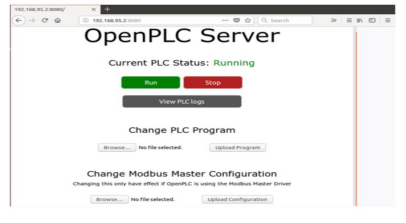 192.168.95.2:8080/
192.168.95.2:8080
Search
OpenPLC Server
Current PLC Status: Running
Run
Stop
View PLC logs
Change PLC Program
Browse... No file selected.
Upload Program
Change Modbus Master Configuration
Changing this only have effect if OpenPLC is using the Modbus Master Driver
Browse... No file selected.
Upload Configuration